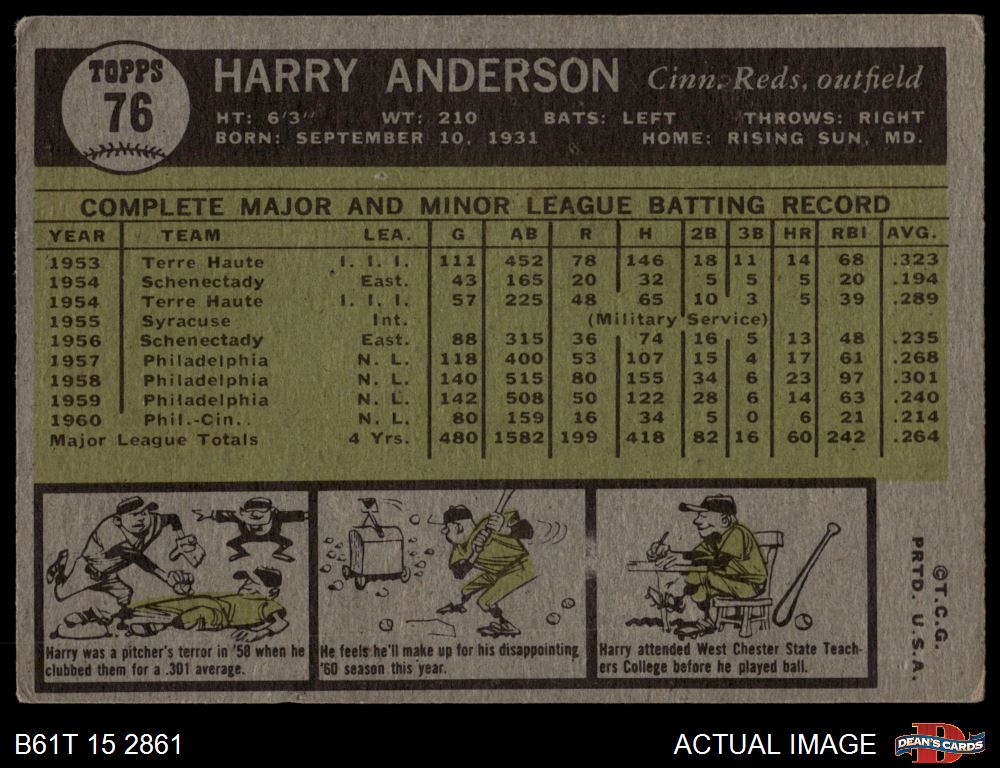 TOPPS
76
HARRY ANDERSON Cinn. Reds, outfield
HT: 6'3" WT: 210 BATS: LEFT THROWS: RIGHT
BORN: SEPTEMBER 10, 1931 HOME: RISING SUN, MD.
COMPLETE MAJOR AND MINOR LEAGUE BATTING RECORD
YEAR TEAM LEA. G AB R H 2B 3B HR RBI AVG.
1953 Terre Haute I. I. I. 111 452 78 146 18 11 14 68 .323
1954 Schenectady East. 43 165 20 32 5 5 5 20 .194
1954 Terre Haute I. I. I. 57 225 48 65 10 3 5 39 .289
1955 Syracuse Int. (Military Service)
1956 Schenectady East. 88 315 36 74 16 5 13 48 .235
1957 Philadelphia N. L. 118 400 53 107 15 4 17 61 .268
1958 Philadelphia N. L. 140 515 80 155 34 6 23 97 .301
1959 Philadelphia N. L. 142 508 50 122 28 6 14 63 .240
1960 Phil.-Cin. N. L. 80 159 16 34 5 0 6 21 .214
Major League Totals 4 Yrs. 480 1582 199 418 82 16 60 242 .264
Harry was a pitcher's terror in '58 when he
clubbed them for a .301 average.
He feels he'll make up for his disappointing
'60 season this year.
Harry attended West Chester State Teach-
ers College before he played ball.
©T.C.G.
PRTD. U.S.A.
B61T 15 2861
ACTUAL IMAGE
D
DEAN'S CARDS